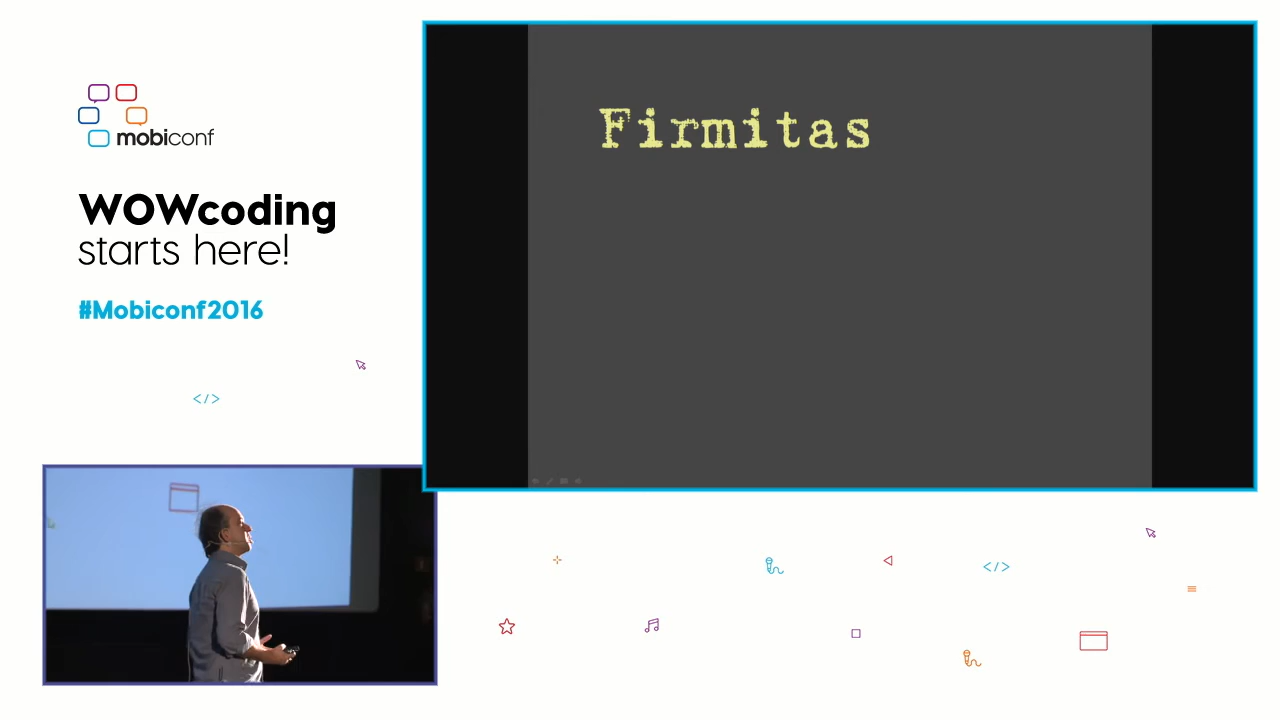 mobiconf
WOWcoding
starts here!
#Mobiconf2016
</>
Firmitas
</>